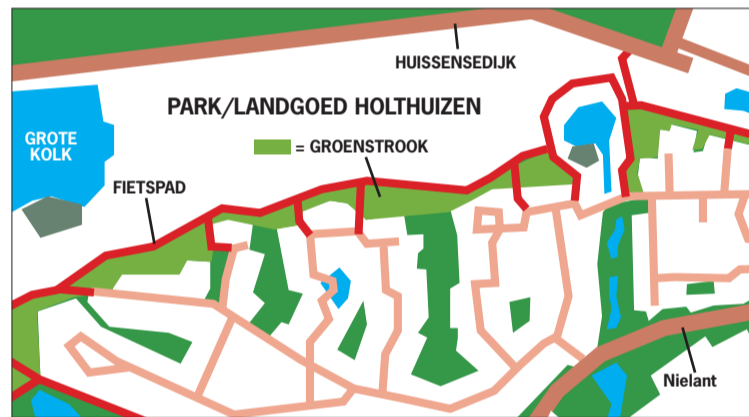 HUISSENSEDIJK
PARK/LANDGOED HOLTHUIZEN
GROTE
KOLK
= GROENSTROOK
FIETSPAD
Nielant